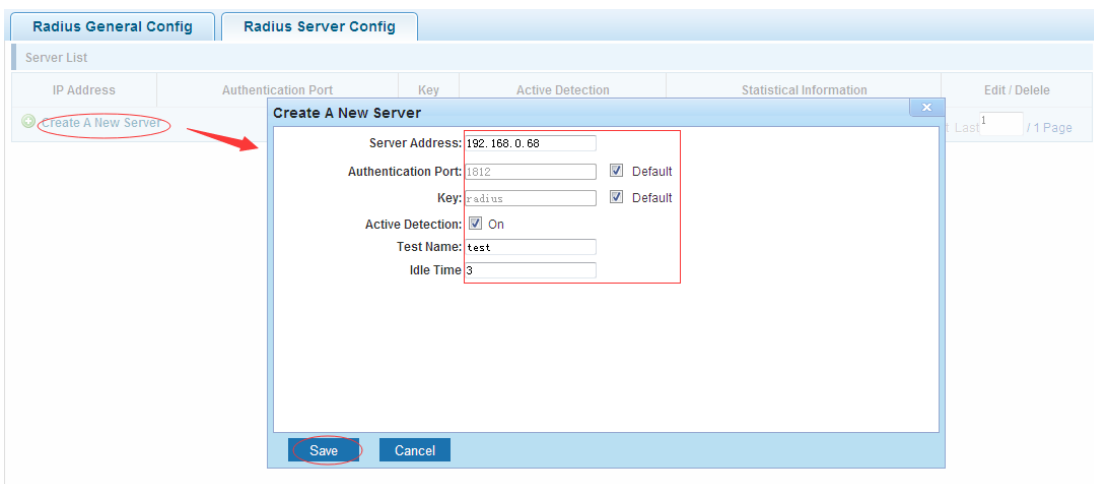 Radius General Config Radius Server Config
Server List
IP Address Authentication Port Key Active Detection Statistical Information Edit / Delete
Create A New Server Last 1 / 1 Page
Create A New Server
Server Address: 192.168.0.68
Authentication Port: 1812 Default
Key: radius Default
Active Detection: On
Test Name: test
Idle Time 3
Save Cancel